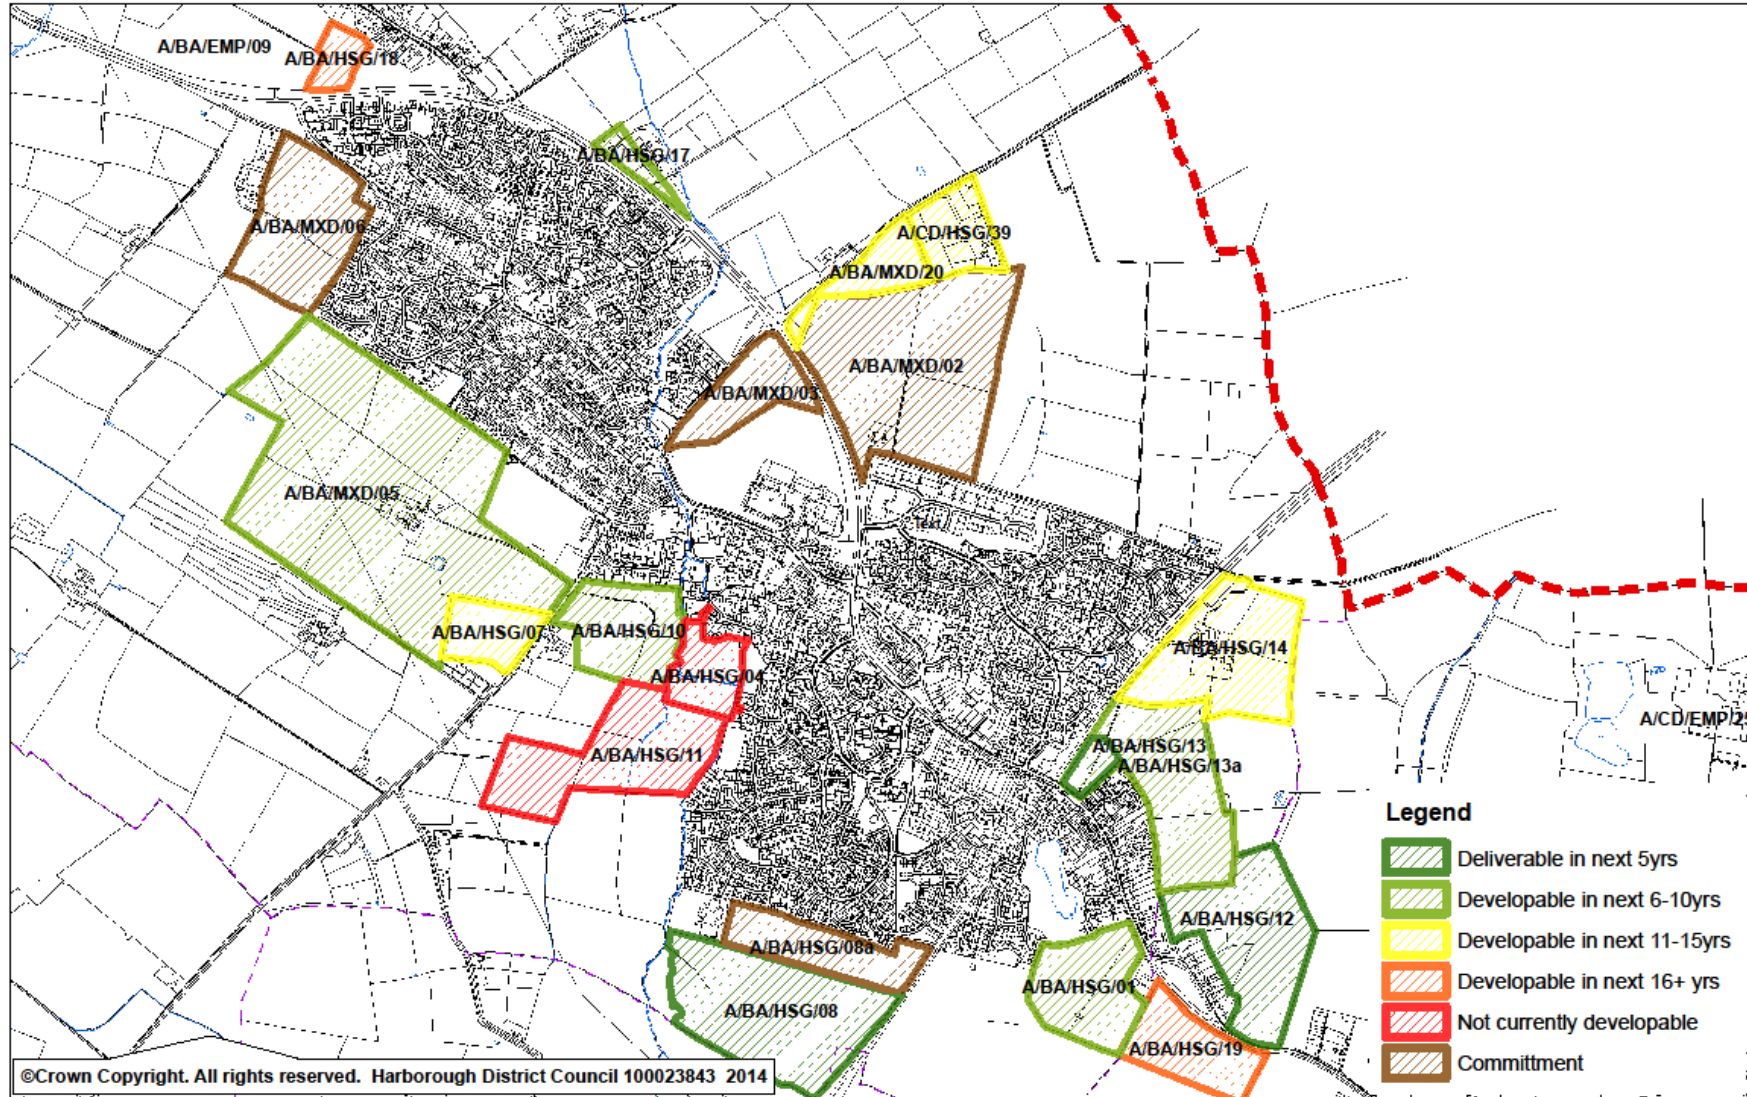 A/BA/EMP/09
A/BA/HSG/18
A/BA/HSG/17
A/BA/MXD/06
A/CD/HSG/39
A/BA/MXD/20
A/BA/MXD/02
A/BA/MXD/03
A/BA/MXD/05
Text
A/BA/HSG/07
A/BA/HSG/10
A/BA/HSG/14
A/BA/HSG/04
A/CD/EMP/25
A/BA/HSG/11
A/BA/HSG/13
A/BA/HSG/13a
Legend
Deliverable in next 5yrs
Developable in next 6-10yrs
Developable in next 11-15yrs
Developable in next 16+ yrs
Not currently developable
Committment
A/BA/HSG/12
A/BA/HSG/08a
A/BA/HSG/01
A/BA/HSG/08
A/BA/HSG/19
©Crown Copyright. All rights reserved. Harborough District Council 100023843 2014